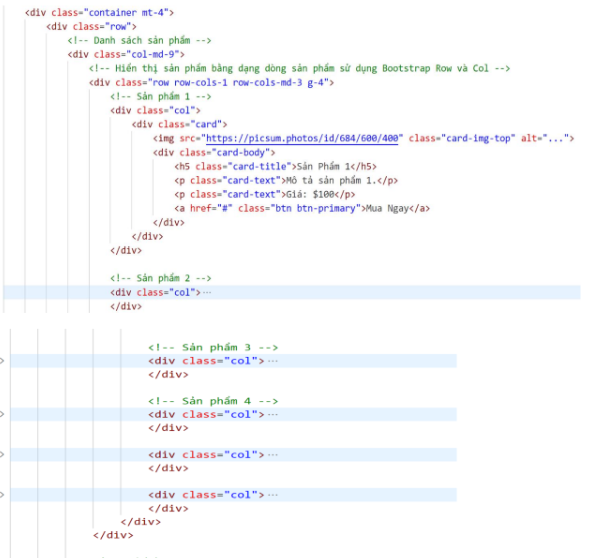 <div class="container mt-4">
<div class="row">
<!-- Danh sách sản phẩm -->
<div class="col-md-9">
<!-- Hiển thị sản phẩm bằng dạng dòng sản phẩm sử dụng Bootstrap Row và Col -->
<div class="row row-cols-1 row-cols-md-3 g-4">
<!-- Sản phẩm 1 -->
<div class="col">
<div class="card">
<img src="https://picsum.photos/id/684/600/400" class="card-img-top" alt="...">
<div class="card-body">
<h5 class="card-title">Sản Phẩm 1</h5>
<p class="card-text">Mô tả sản phẩm 1.</p>
<p class="card-text">Giá: $100</p>
<a href="#" class="btn btn-primary">Mua Ngay</a>
</div>
</div>
</div>
<!-- Sản phẩm 2 -->
<div class="col">...
</div>
<!-- Sản phẩm 3 -->
<div class="col">...
</div>
<!-- Sản phẩm 4 -->
<div class="col">...
</div>
<div class="col">...
</div>
<div class="col">...
</div>
</div>
</div>